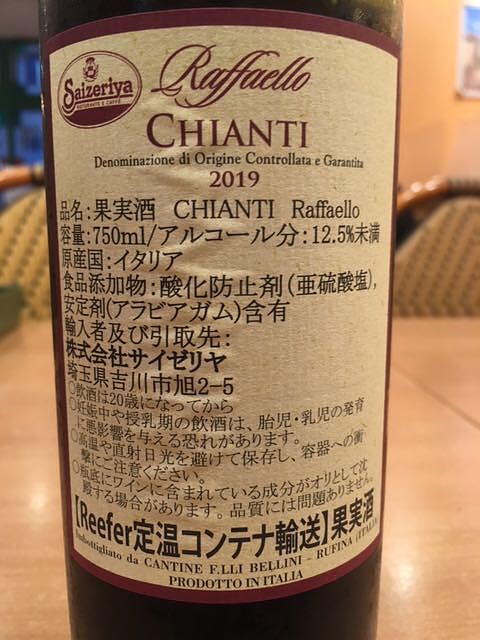 Saizeriya
RISTORANTE E CAFFÈ
Raffaello
CHIANTI
Denominazione di Origine Controllata e Garantita
2019
品名:果実酒 CHIANTI Raffaello
容量:750ml/アルコール分:12.5%未満
原産国:イタリア
食品添加物:酸化防止剤(亜硫酸塩),
安定剤(アラビアガム)含有
輸入者及び引取先:
株式会社サイゼリヤ
埼玉県吉川市旭2-5
○飲酒は20歳になってから
○妊娠中や授乳期の飲酒は、胎児・乳児の発育
に悪影響を与える恐れがあります。
○高温や直射日光を避けて保存し、容器への衝
撃にご注意ください。
○瓶底にワインに含まれている成分がオリとして沈
殿する場合があります。品質には問題ありません。
【Reefer定温コンテナ輸送】果実酒
Imbottigliato da CANTINE F.LLI BELLINI - RUFINA (ITALIA)
PRODOTTO IN ITALIA